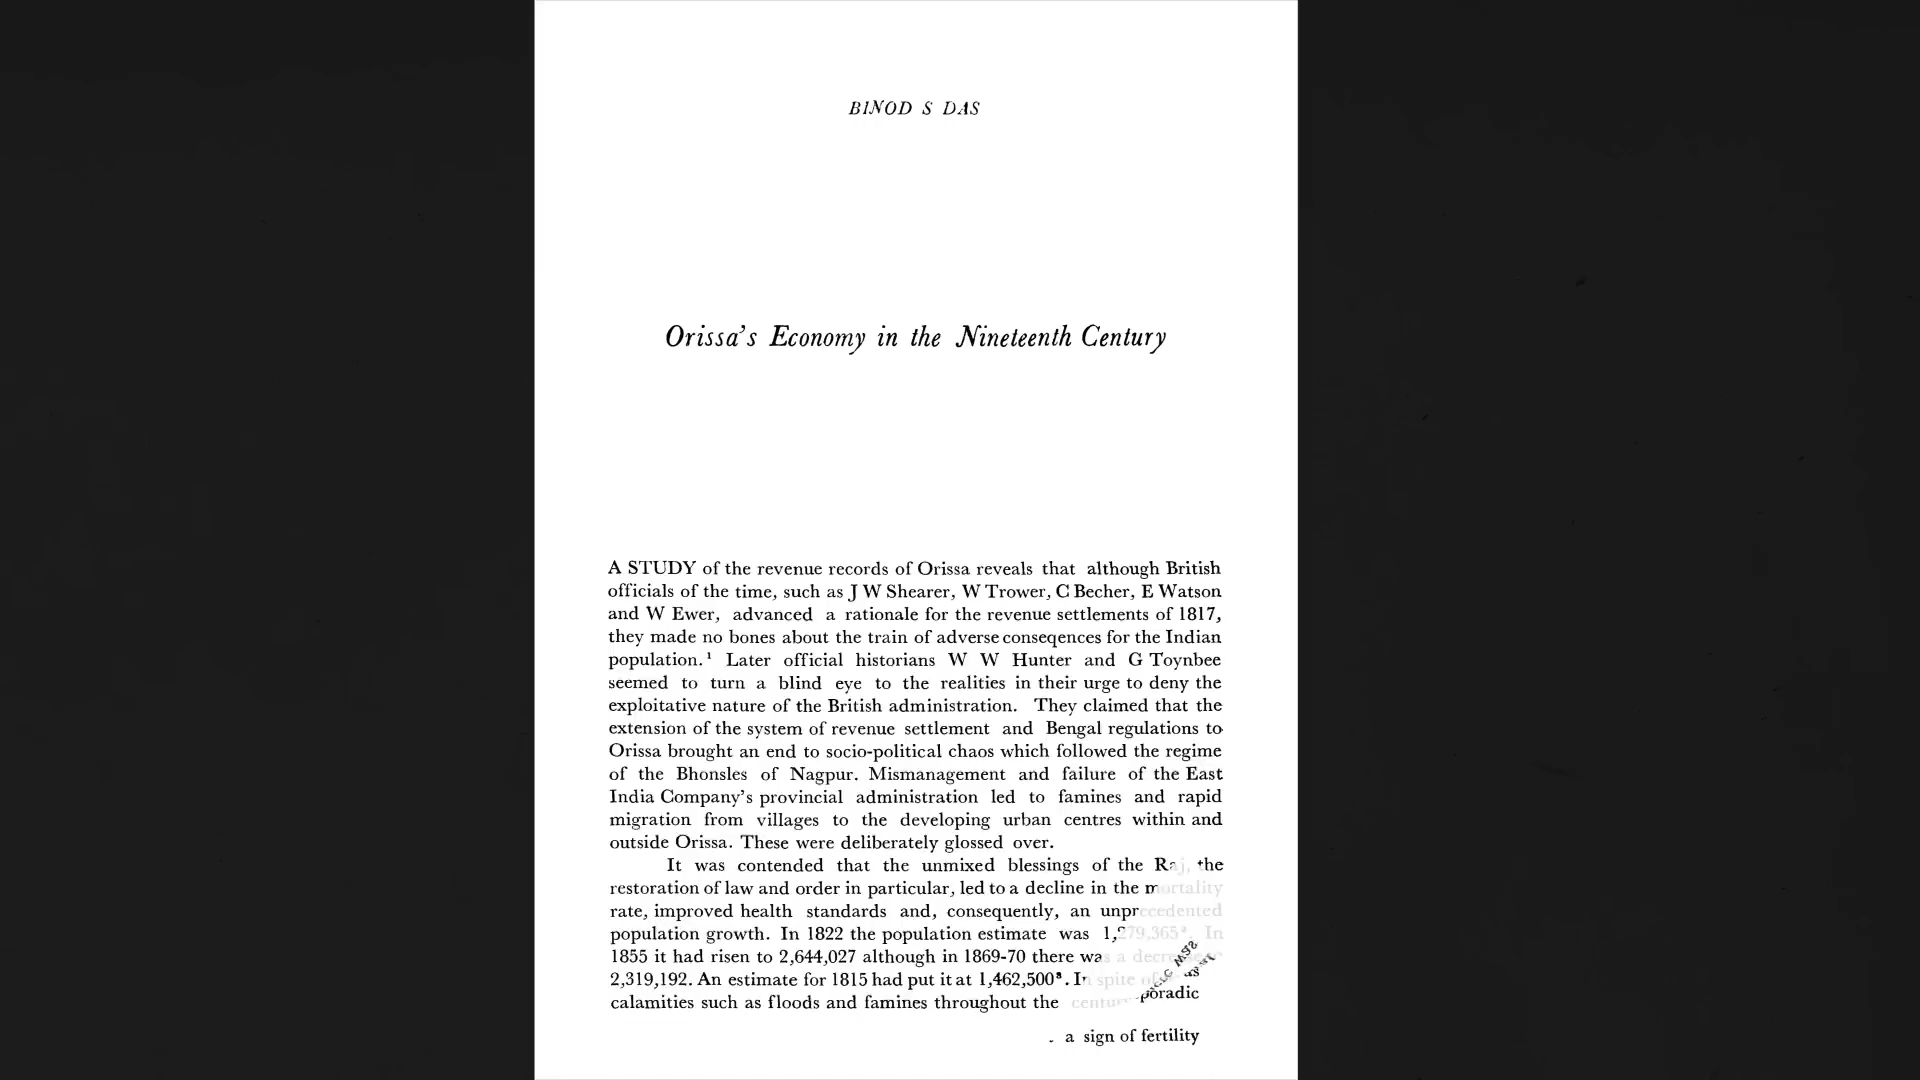 BINOD S DAS
Orissa's Economy in the Nineteenth Century
A STUDY of the revenue records of Orissa reveals that although British
officials of the time, such as J W Shearer, W Trower, C Becher, E Watson
and W Ewer, advanced a rationale for the revenue settlements of 1817,
they made no bones about the train of adverse conseqences for the Indian
population.¹ Later official historians W W Hunter and G Toynbee
seemed to turn a blind eye to the realities in their urge to deny the
exploitative nature of the British administration. They claimed that the
extension of the system of revenue settlement and Bengal regulations to
Orissa brought an end to socio-political chaos which followed the regime
of the Bhonsles of Nagpur. Mismanagement and failure of the East
India Company's provincial administration led to famines and rapid
migration from villages to the developing urban centres within and
outside Orissa. These were deliberately glossed over.
It was contended that the unmixed blessings of the Raj, the
restoration of law and order in particular, led to a decline in the mortality
rate, improved health standards and, consequently, an unprecedented
population growth. In 1822 the population estimate was 1,279,365². In
1855 it had risen to 2,644,027 although in 1869-70 there was a decrease
2,319,192. An estimate for 1815 had put it at 1,462,500³. In spite of
calamities such as floods and famines throughout the century
a sign of fertility